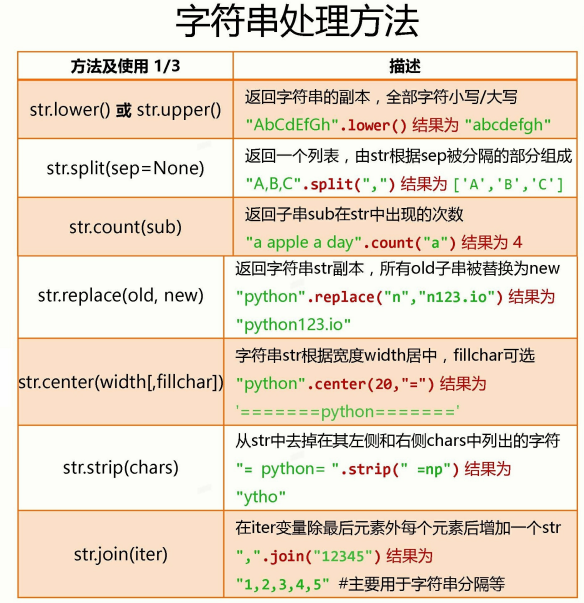 字符串处理方法
方法及使用 1/3
描述
str.lower() 或 str.upper()
返回字符串的副本，全部字符小写/大写
"AbCdEfGh".lower() 结果为 "abcdefgh"
str.split(sep=None)
返回一个列表，由str根据sep被分隔的部分组成
"A,B,C".split(",") 结果为 ['A','B','C']
str.count(sub)
返回子串sub在str中出现的次数
"a apple a day".count("a") 结果为 4
str.replace(old, new)
返回字符串str副本，所有old子串被替换为new
"python".replace("n","n123.io") 结果为
"python123.io"
str.center(width[,fillchar])
字符串str根据宽度width居中，fillchar可选
"python".center(20,"=") 结果为
'=======python======='
str.strip(chars)
从str中去掉在其左侧和右侧chars中列出的字符
"= python= ".strip(" =np") 结果为
"ytho"
str.join(iter)
在iter变量除最后元素外每个元素后增加一个str
",".join("12345") 结果为
"1,2,3,4,5" #主要用于字符串分隔等